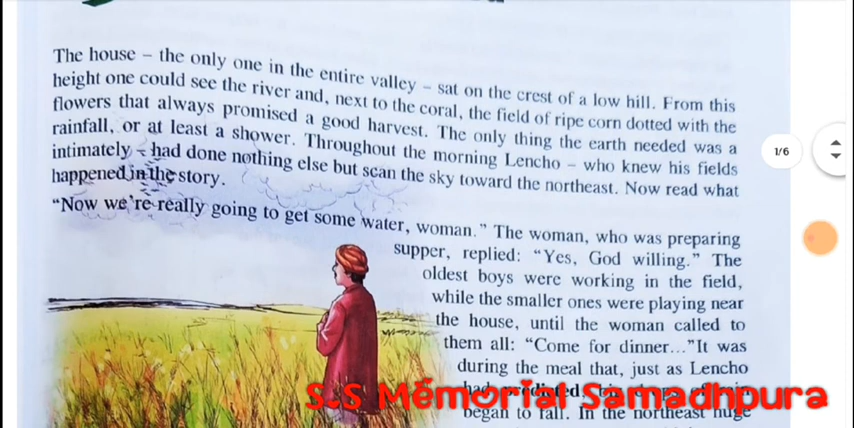 The house – the only one in the entire valley – sat on the crest of a low hill. From this
height one could see the river and, next to the coral, the field of ripe corn dotted with the
flowers that always promised a good harvest. The only thing the earth needed was a
rainfall, or at least a shower. Throughout the morning Lencho – who knew his fields
intimately – had done nothing else but scan the sky toward the northeast. Now read what
happened in the story.
“Now we’re really going to get some water, woman.” The woman, who was preparing
supper, replied: “Yes, God willing.” The
oldest boys were working in the field,
while the smaller ones were playing near
the house, until the woman called to
them all: “Come for dinner...”It was
during the meal that, just as Lencho
had predicted,
began to fall. In the northeast huge
1/6
S.S Memorial Samadhpura